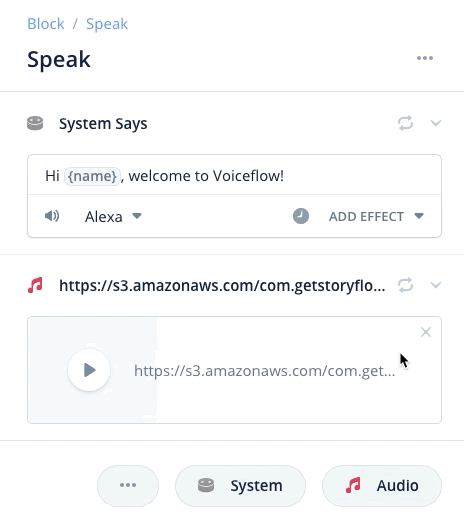 Block / Speak
Speak
System Says
Hi {name}, welcome to Voiceflow!
Alexa ADD EFFECT
https://s3.amazonaws.com/com.getstoryflo...
https://s3.amazonaws.com/com.get...
System Audio